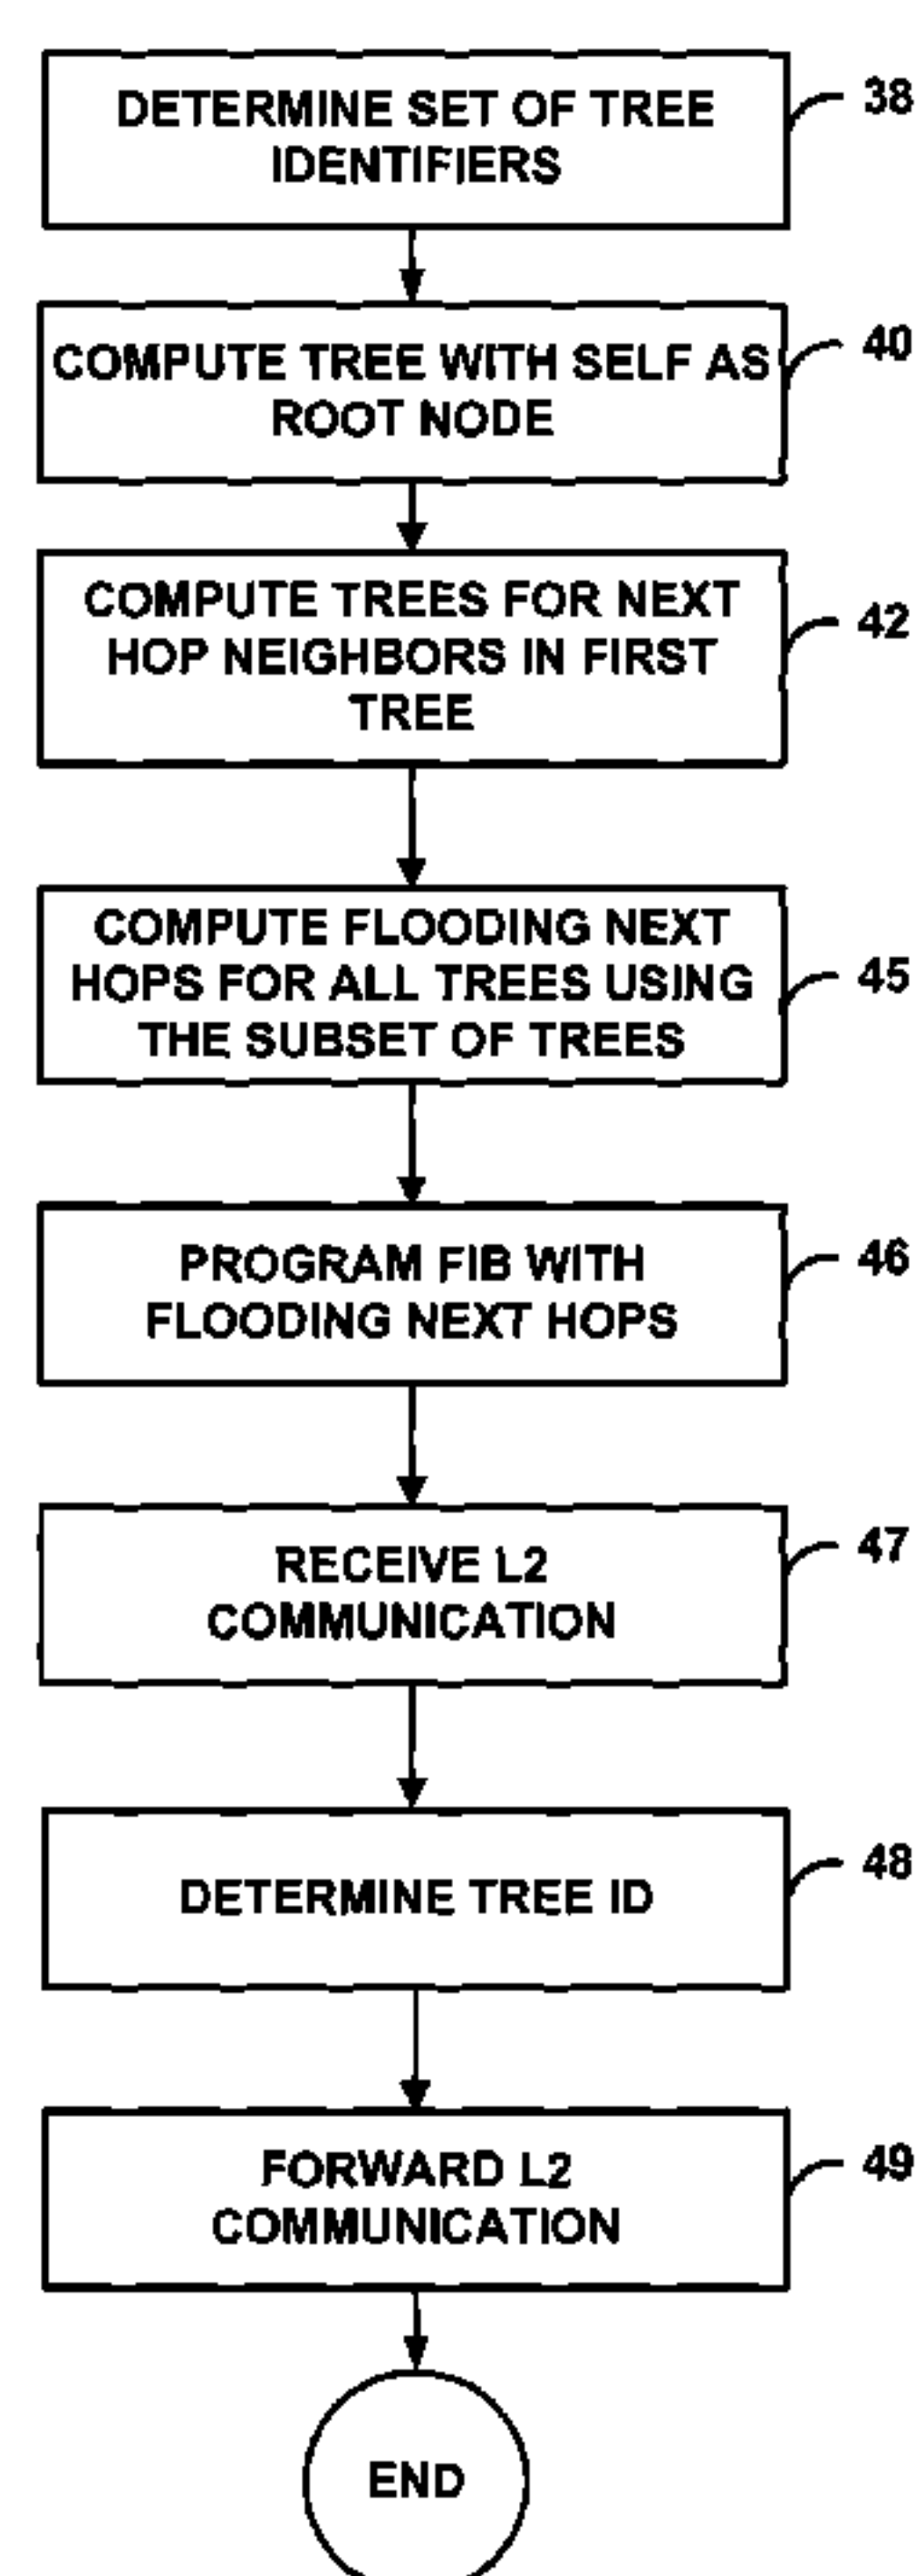 DETERMINE SET OF TREE
IDENTIFIERS
38
COMPUTE TREE WITH SELF AS
ROOT NODE
40
COMPUTE TREES FOR NEXT
HOP NEIGHBORS IN FIRST
TREE
42
COMPUTE FLOODING NEXT
HOPS FOR ALL TREES USING
THE SUBSET OF TREES
45
PROGRAM FIB WITH
FLOODING NEXT HOPS
46
RECEIVE L2
COMMUNICATION
47
DETERMINE TREE ID
48
FORWARD L2
COMMUNICATION
49
END